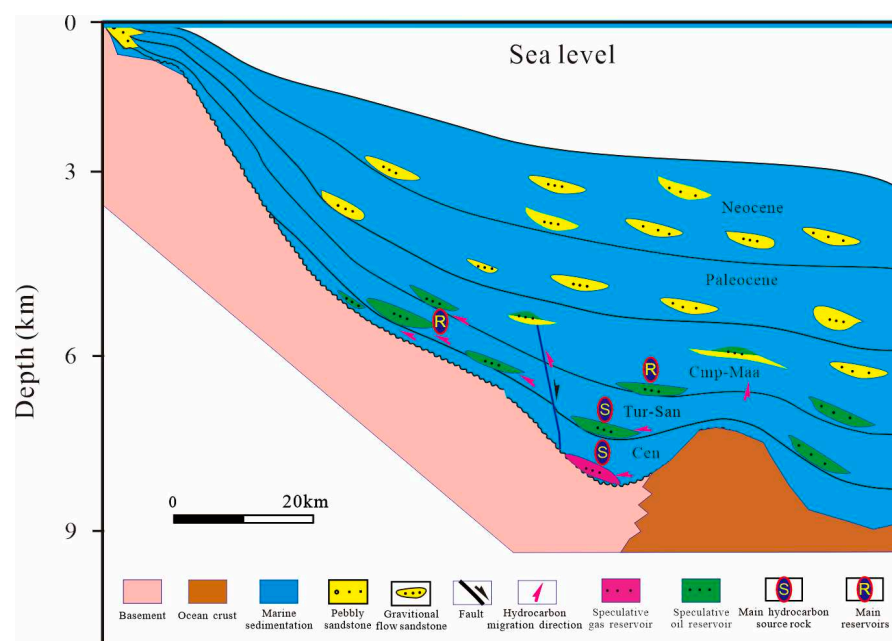 0
Sea level
3
Neocene
Paleocene
R
Depth (km)
6
R
Cmp-Maa
S
Tur-San
S
Cen
0
20km
9
S
R
Basement
Ocean crust
Marine
sedimentation
Pebbly
sandstone
Gravitional
flow sandstone
Fault
Hydrocarbon
migration direction
Speculative
gas reservoir
Speculative
oil reservoir
Main hydrocarbon
source rock
Main
reservoirs